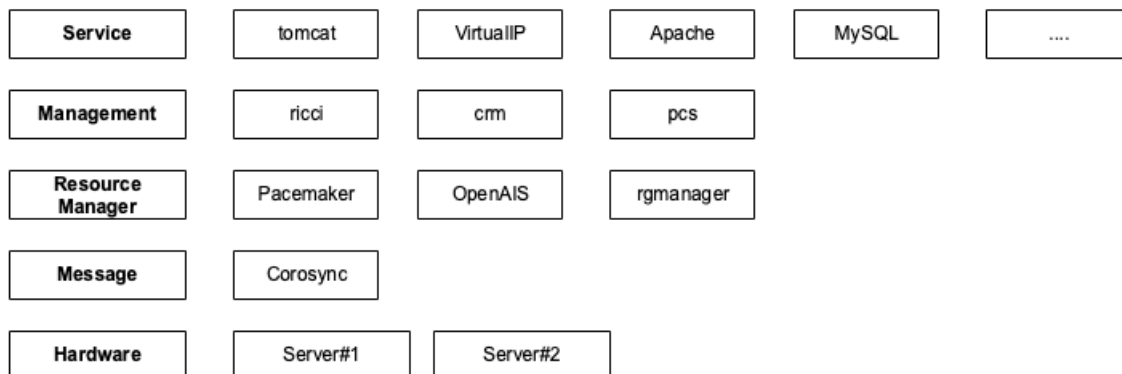 Service tomcat VirtualIP Apache MySQL ....
Management ricci crm pcs
Resource
Manager Pacemaker OpenAIS rgmanager
Message Corosync
Hardware Server#1 Server#2